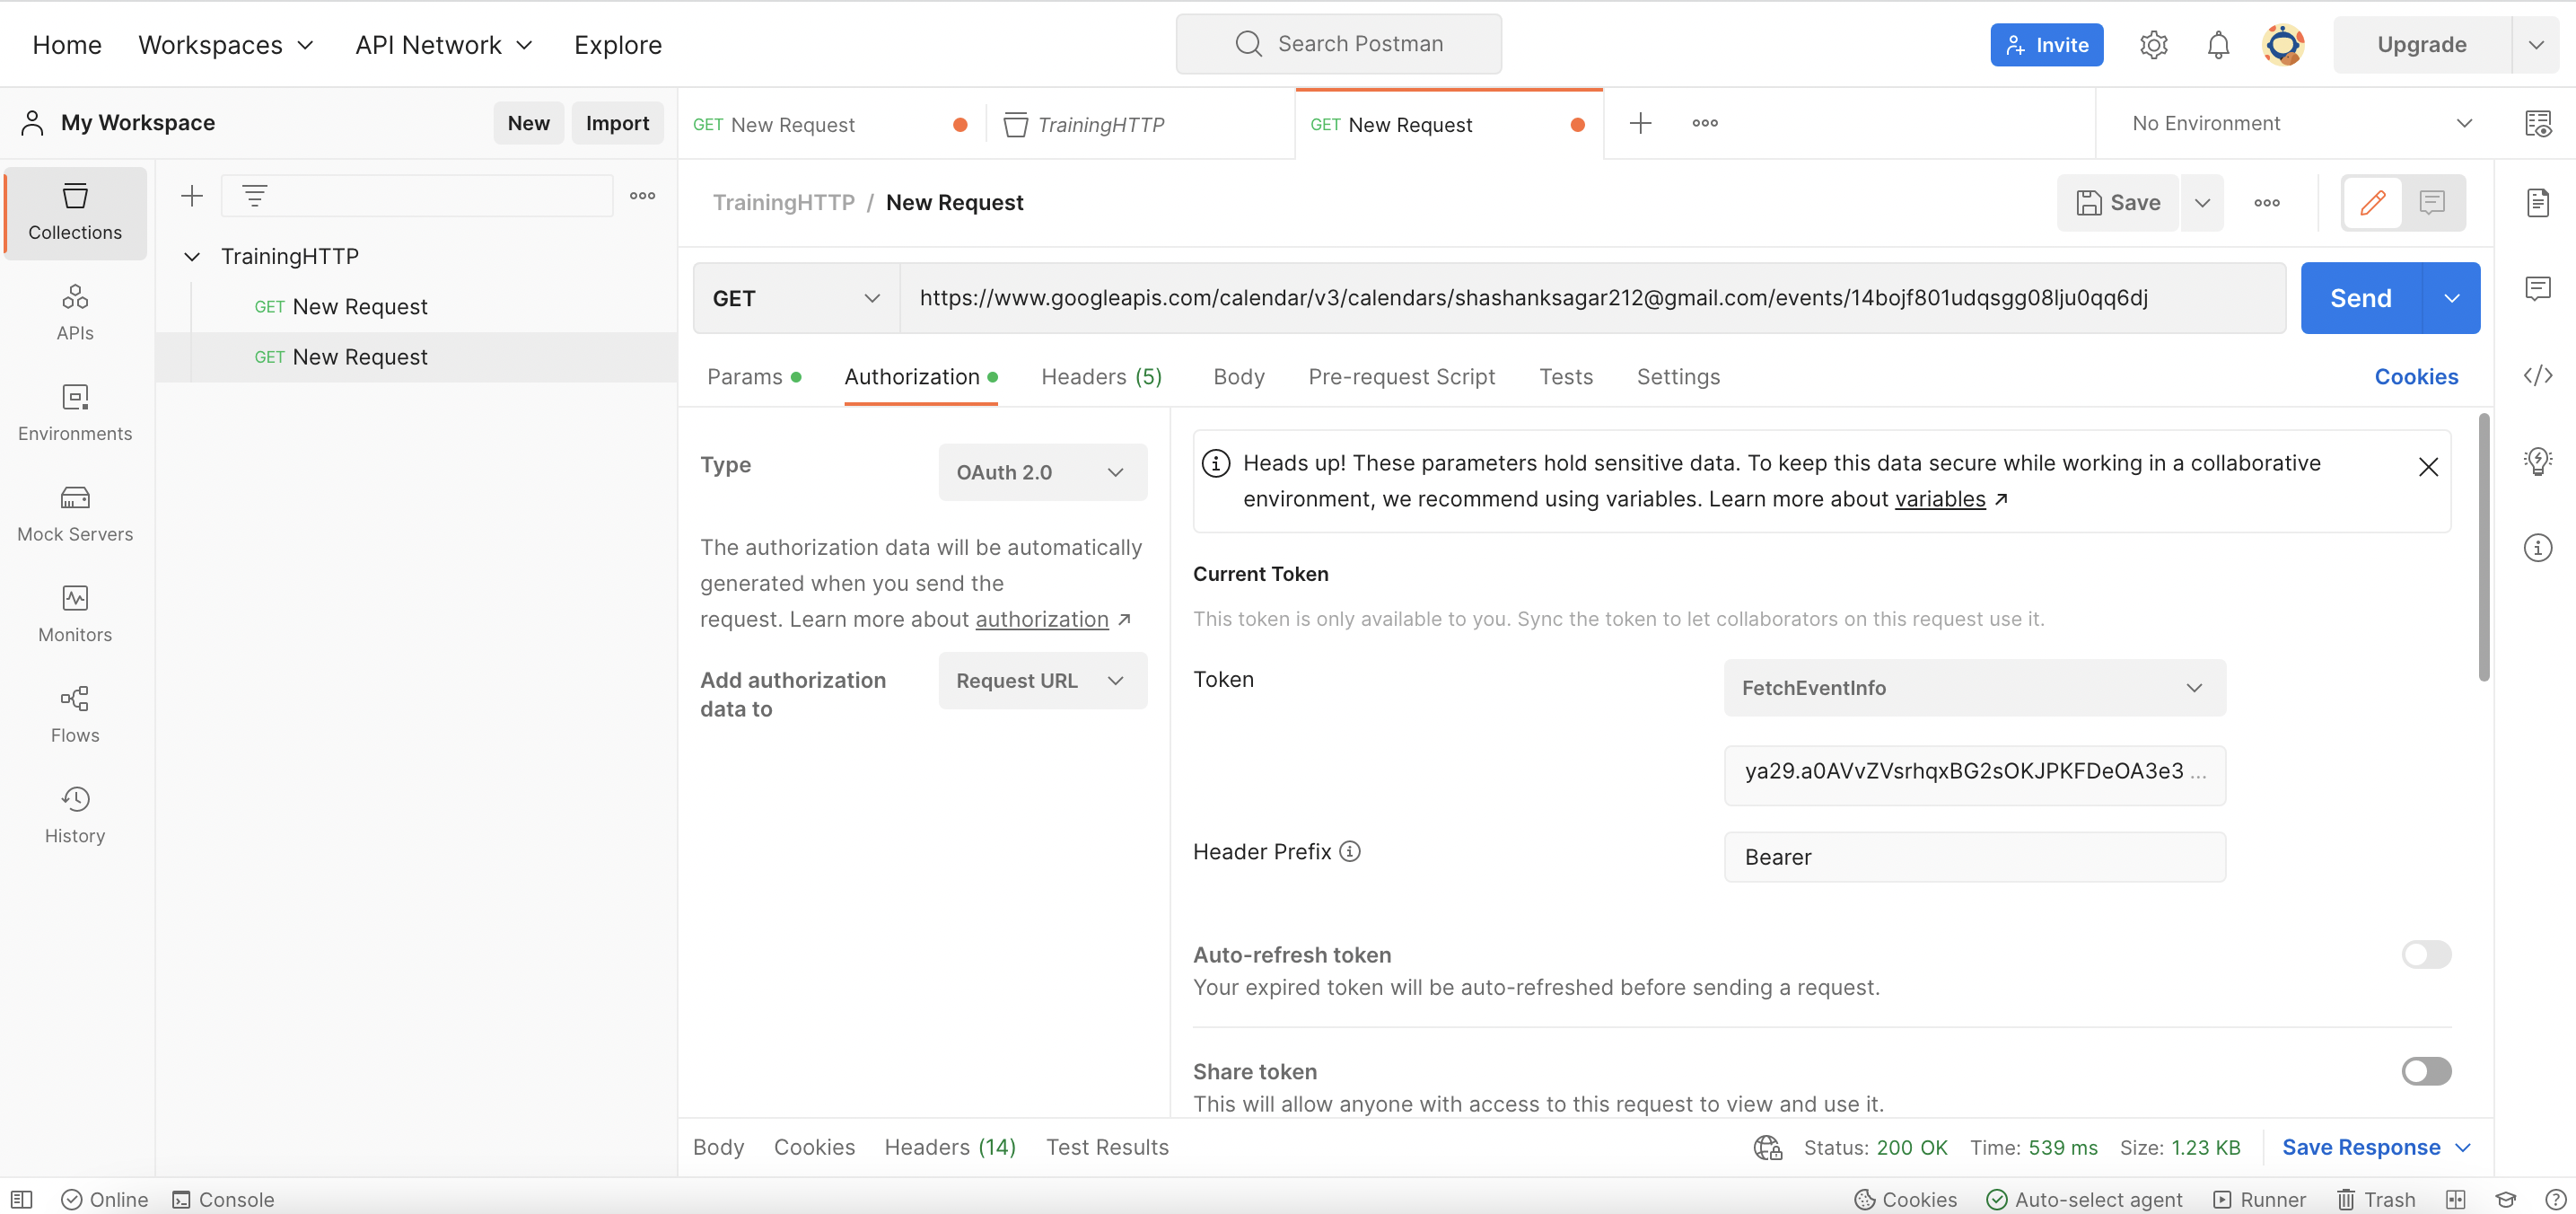 Home Workspaces API Network Explore Search Postman Invite Upgrade
My Workspace New Import GET New Request TrainingHTTP GET New Request No Environment
Collections
APIs
Environments
Mock Servers
Monitors
Flows
History
TrainingHTTP
GET New Request
GET New Request
TrainingHTTP / New Request Save
GET https://www.googleapis.com/calendar/v3/calendars/shashanksagar212@gmail.com/events/14bojf801udqsgg08lju0qq6dj Send
Params Authorization Headers (5) Body Pre-request Script Tests Settings Cookies
Type OAuth 2.0
The authorization data will be automatically
generated when you send the
request. Learn more about authorization ↗
Add authorization
data to
Request URL
Heads up! These parameters hold sensitive data. To keep this data secure while working in a collaborative
environment, we recommend using variables. Learn more about variables ↗
Current Token
This token is only available to you. Sync the token to let collaborators on this request use it.
Token FetchEventInfo
ya29.a0AVvZVsrhqxBG2sOKJPKFDeOA3e3 ...
Header Prefix Bearer
Auto-refresh token
Your expired token will be auto-refreshed before sending a request.
Share token
This will allow anyone with access to this request to view and use it.
Body Cookies Headers (14) Test Results Status: 200 OK Time: 539 ms Size: 1.23 KB Save Response
Online Console Cookies Auto-select agent Runner Trash